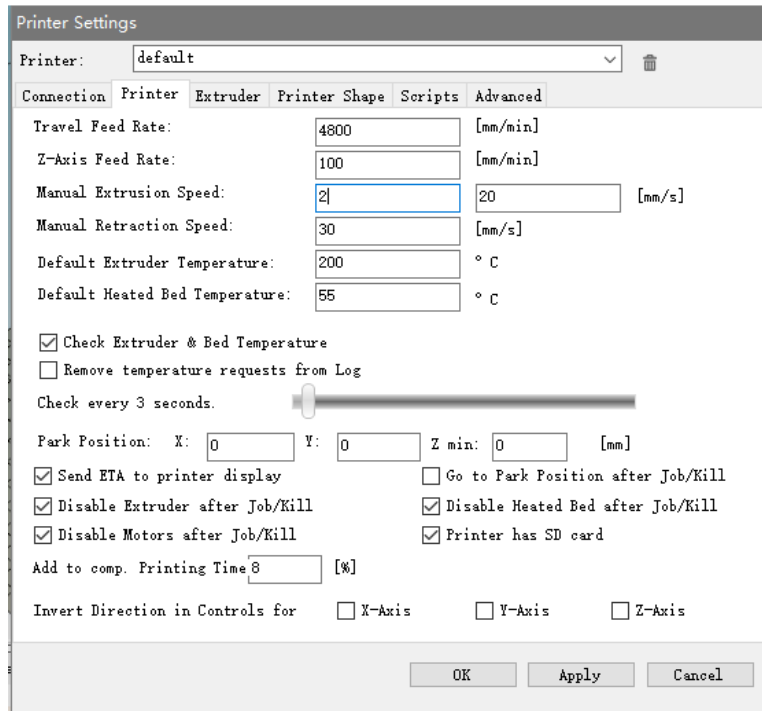 Printer Settings
Printer: default
Connection Printer Extruder Printer Shape Scripts Advanced
Travel Feed Rate: 4800 [mm/min]
Z-Axis Feed Rate: 100 [mm/min]
Manual Extrusion Speed: 2 20 [mm/s]
Manual Retraction Speed: 30 [mm/s]
Default Extruder Temperature: 200 ° C
Default Heated Bed Temperature: 55 ° C
Check Extruder & Bed Temperature
Remove temperature requests from Log
Check every 3 seconds.
Park Position: X: 0 Y: 0 Z min: 0 [mm]
Send ETA to printer display Go to Park Position after Job/Kill
Disable Extruder after Job/Kill Disable Heated Bed after Job/Kill
Disable Motors after Job/Kill Printer has SD card
Add to comp. Printing Time 8 [%]
Invert Direction in Controls for X-Axis Y-Axis Z-Axis
OK Apply Cancel